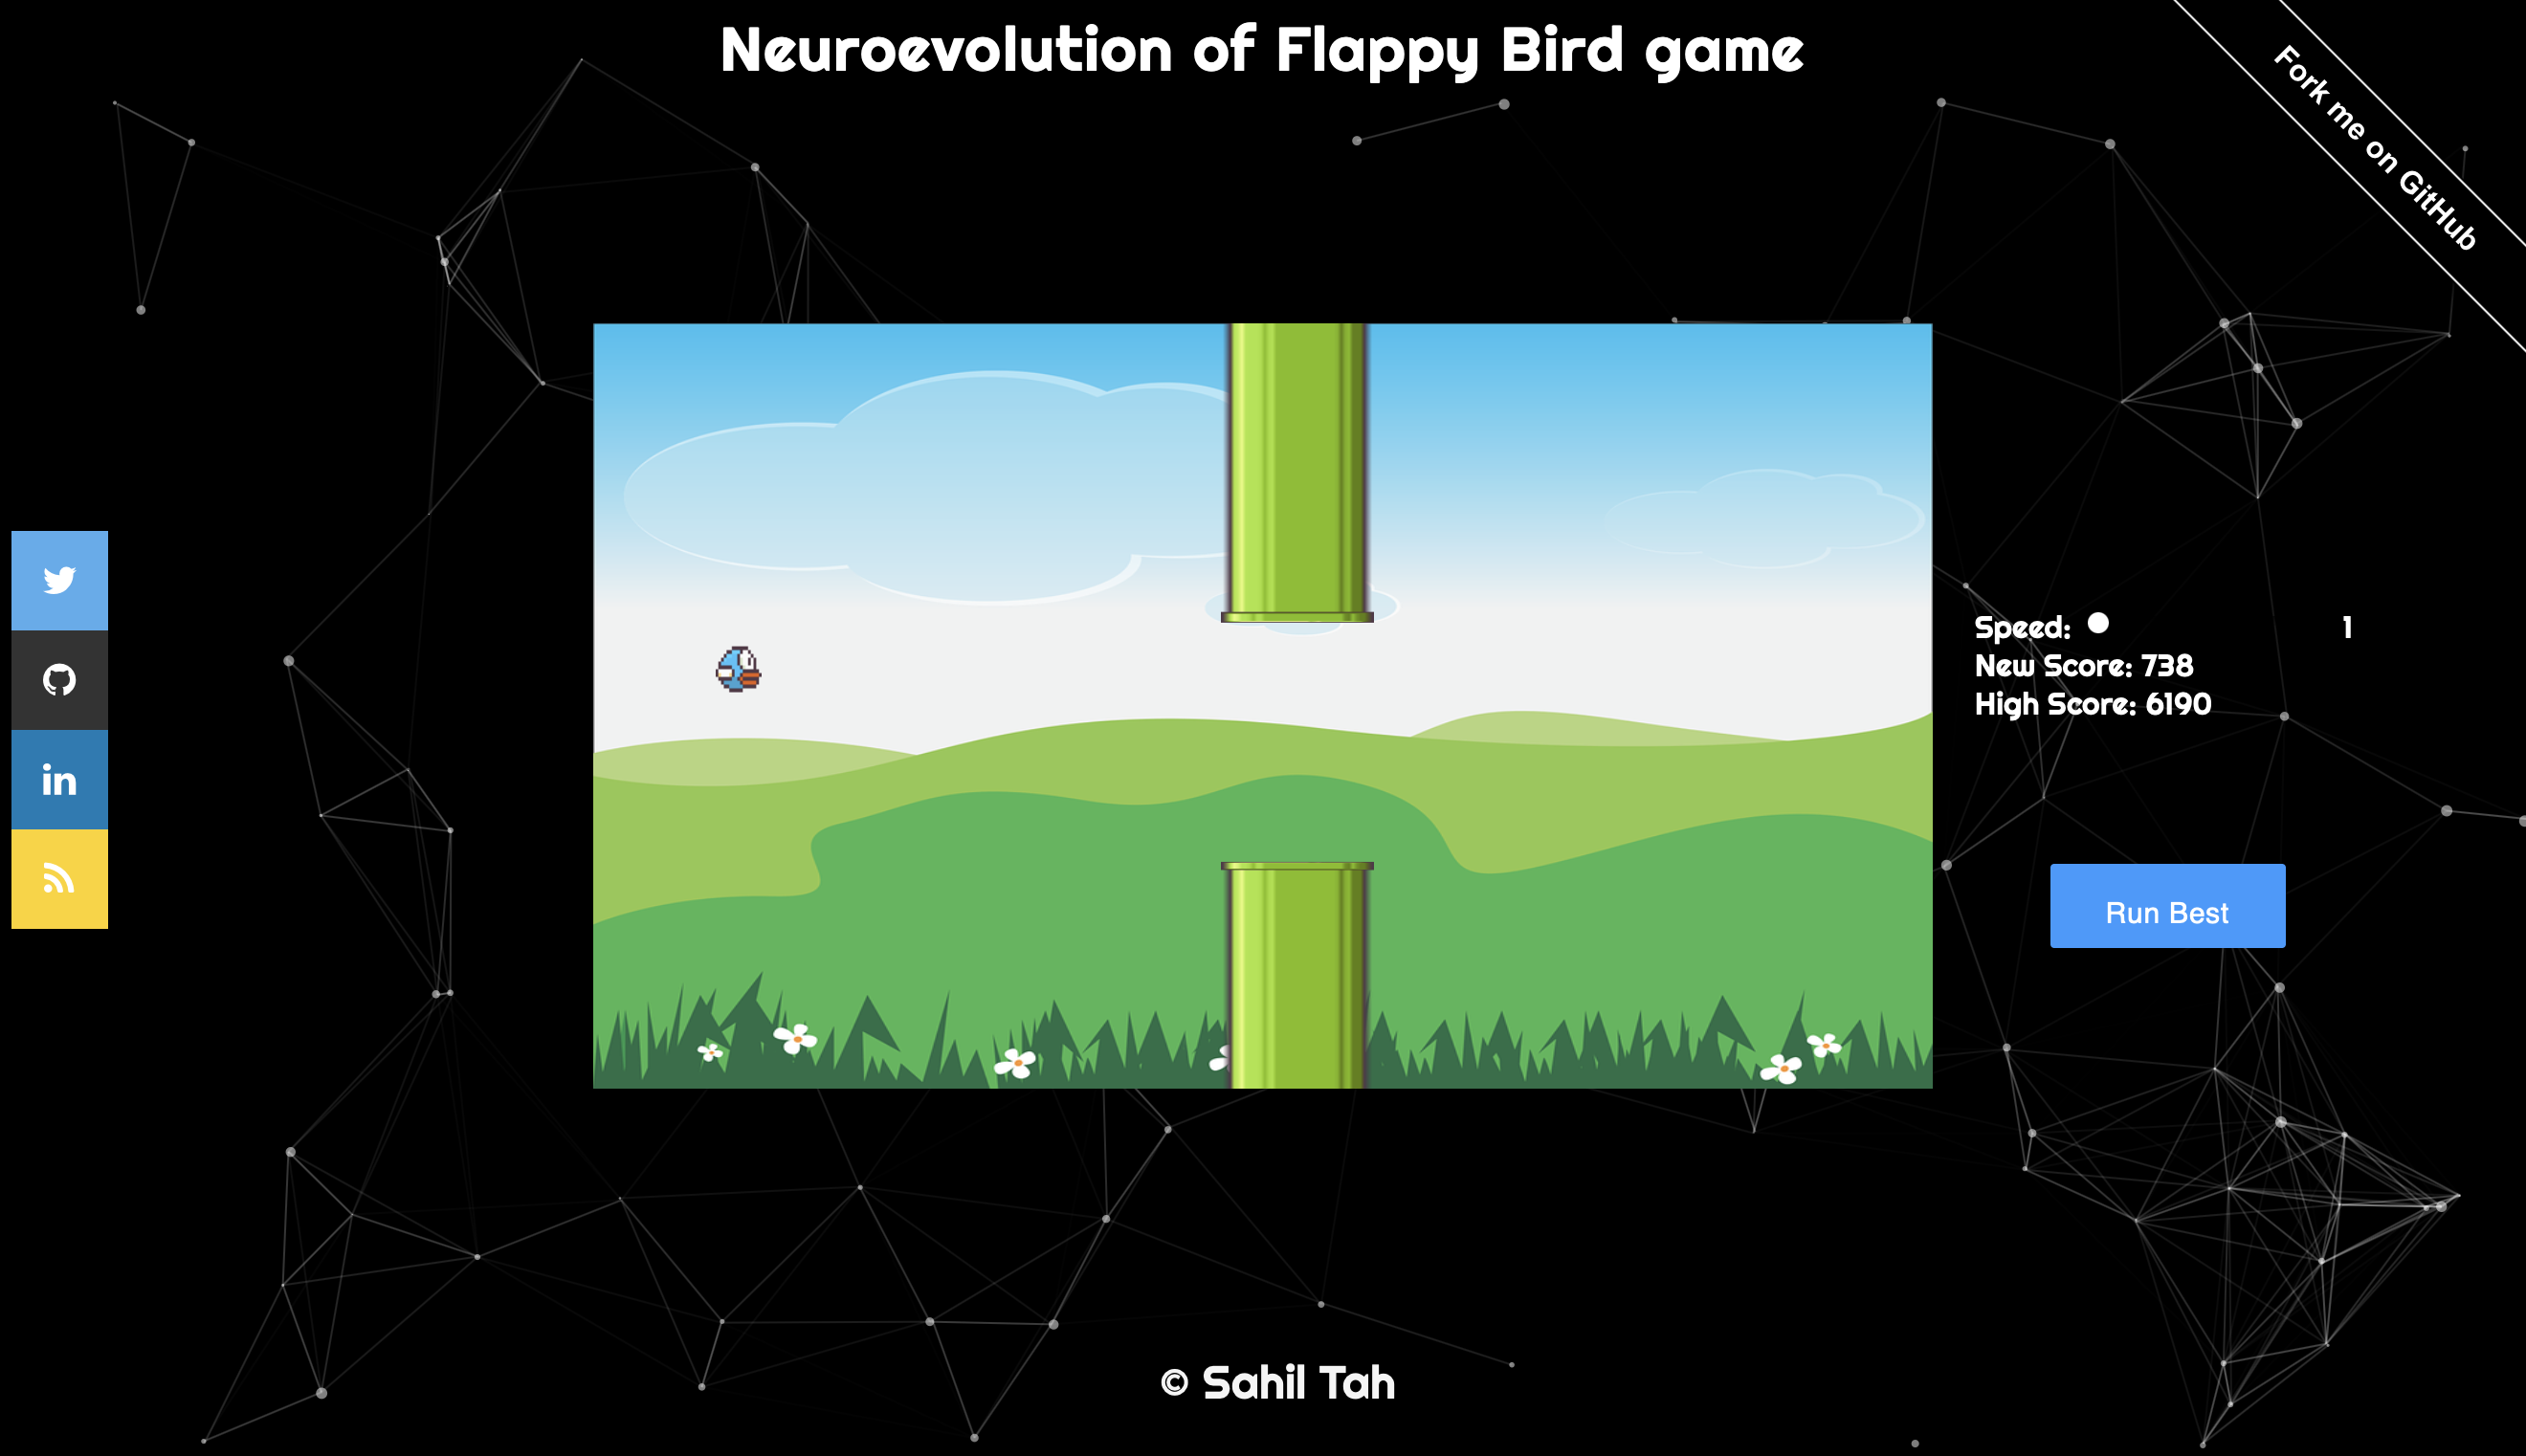 Neuroevolution of Flappy Bird game
Fork me on GitHub
Speed: 1
New Score: 738
High Score: 6190
in
Run Best
© Sahil Tah